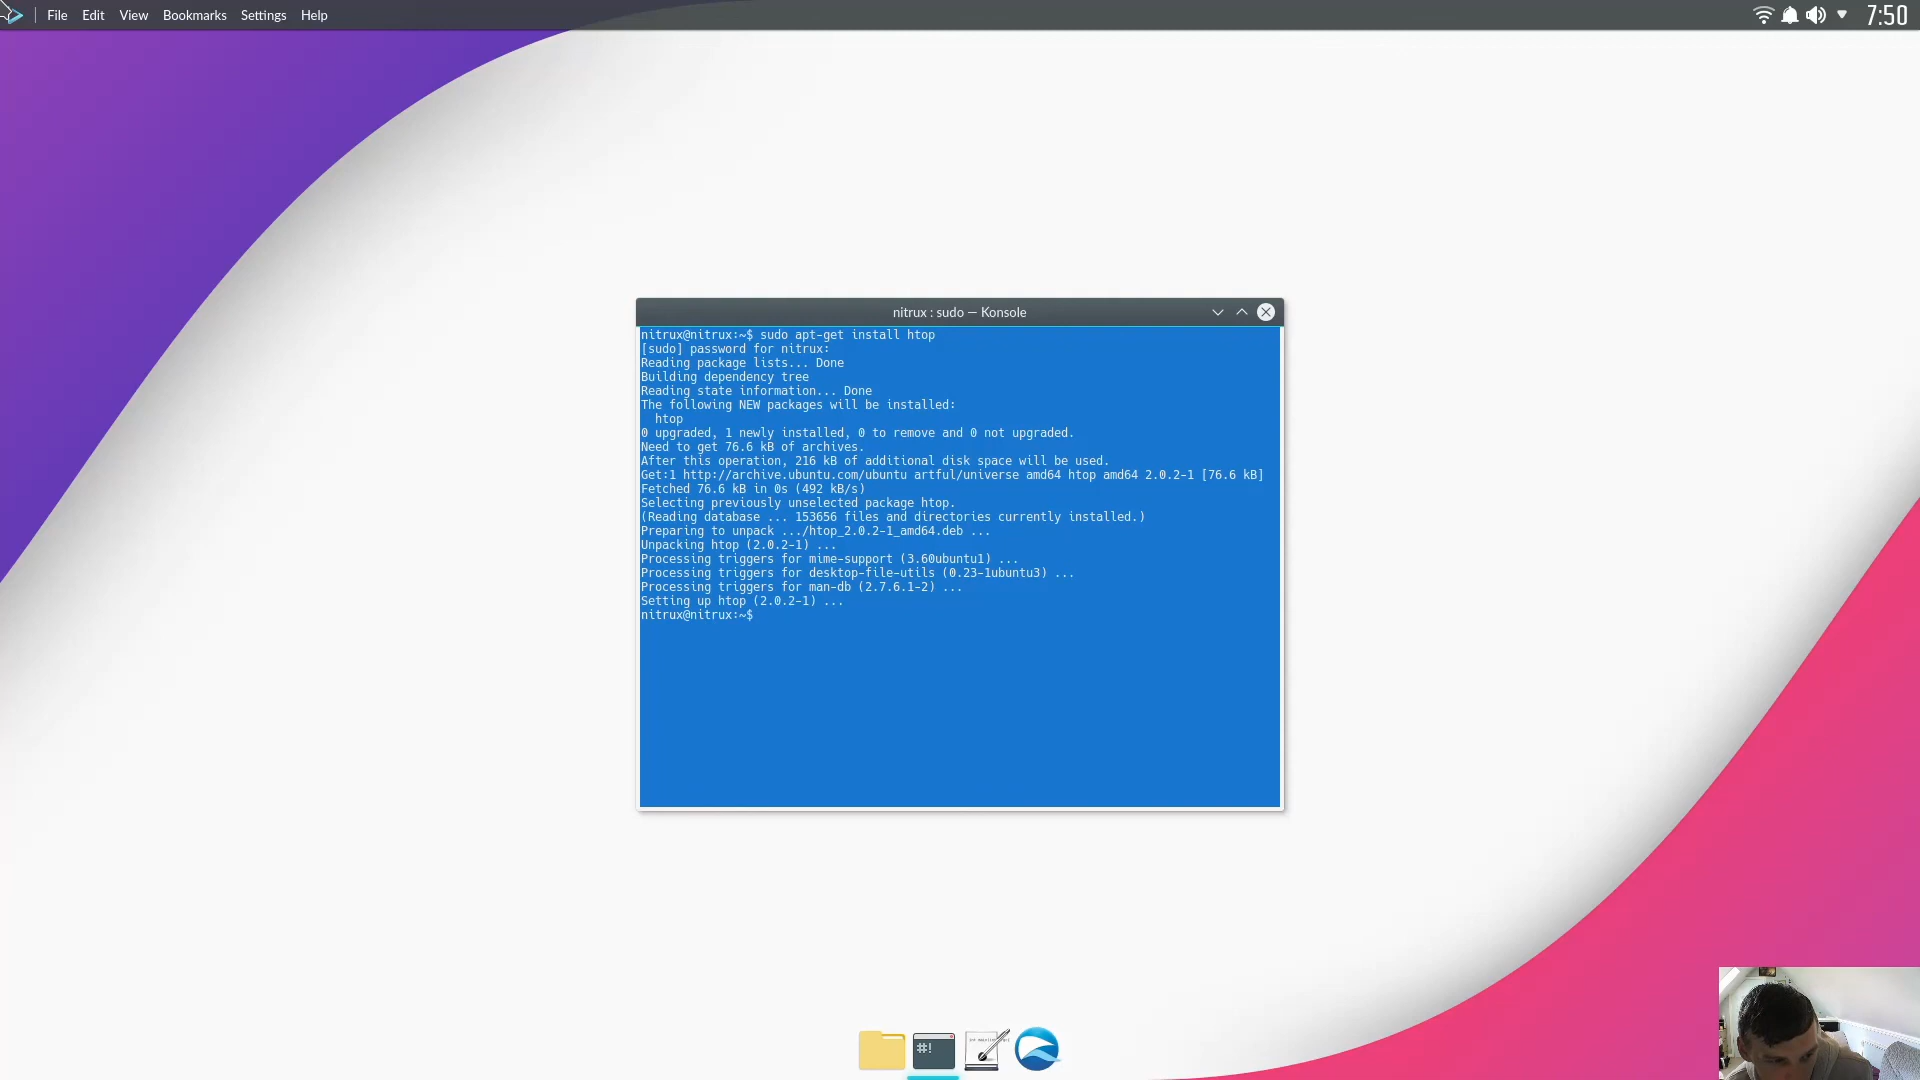 File Edit View Bookmarks Settings Help
7:50
nitrux : sudo — Konsole
nitrux@nitrux:~$ sudo apt-get install htop
[sudo] password for nitrux:
Reading package lists... Done
Building dependency tree
Reading state information... Done
The following NEW packages will be installed:
  htop
0 upgraded, 1 newly installed, 0 to remove and 0 not upgraded.
Need to get 76.6 kB of archives.
After this operation, 216 kB of additional disk space will be used.
Get:1 http://archive.ubuntu.com/ubuntu artful/universe amd64 htop amd64 2.0.2-1 [76.6 kB]
Fetched 76.6 kB in 0s (492 kB/s)
Selecting previously unselected package htop.
(Reading database ... 153656 files and directories currently installed.)
Preparing to unpack .../htop_2.0.2-1_amd64.deb ...
Unpacking htop (2.0.2-1) ...
Processing triggers for mime-support (3.60ubuntu1) ...
Processing triggers for desktop-file-utils (0.23-1ubuntu3) ...
Processing triggers for man-db (2.7.6.1-2) ...
Setting up htop (2.0.2-1) ...
nitrux@nitrux:~$
#!